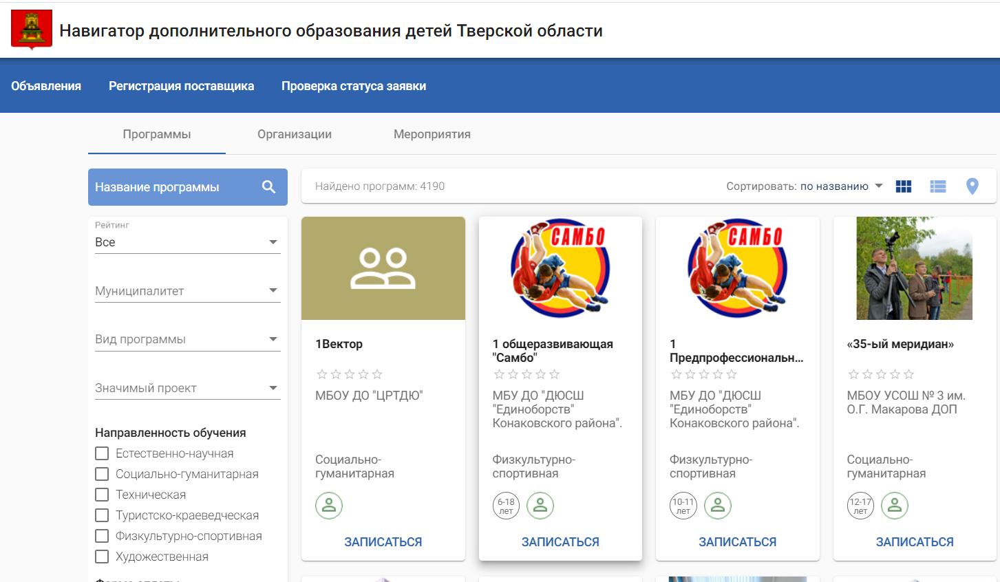 Навигатор дополнительного образования детей Тверской области
Объявления
Регистрация поставщика
Проверка статуса заявки
Программы
Организации
Мероприятия
Название программы
Найдено программ: 4190
Сортировать: по названию
Рейтинг
Все
Муниципалитет
Вид программы
Значимый проект
Направленность обучения
Естественно-научная
Социально-гуманитарная
Техническая
Туристско-краеведческая
Физкультурно-спортивная
Художественная
1Вектор
МБОУ ДО "ЦРТДЮ"
Социально-
гуманитарная
ЗАПИСАТЬСЯ
САМБО
1 общеразвивающая
"Самбо"
МБУ ДО "ДЮСШ
"Единоборств"
Конаковского района".
Физкультурно-
спортивная
6-18
лет
ЗАПИСАТЬСЯ
САМБО
1
Предпрофессиональн...
МБУ ДО "ДЮСШ
"Единоборств"
Конаковского района".
Физкультурно-
спортивная
10-11
лет
ЗАПИСАТЬСЯ
«35-ый меридиан»
МБОУ УСОШ № 3 им.
О.Г. Макарова ДОП
Социально-
гуманитарная
12-17
лет
ЗАПИСАТЬСЯ